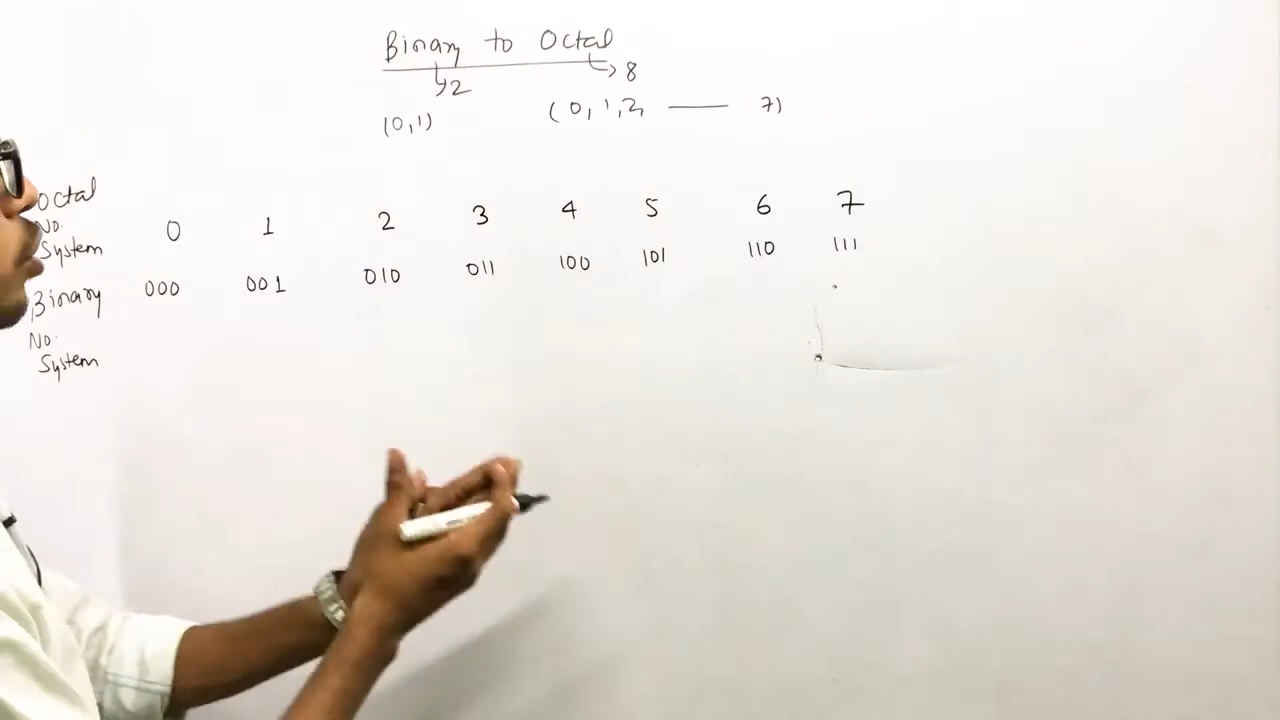 Binary to Octal
↳2 ↳8
(0,1) (0,1,2, —— 7)
Octal
No.
System 0 1 2 3 4 5 6 7
Binary 000 001 010 011 100 101 110 111
No.
System